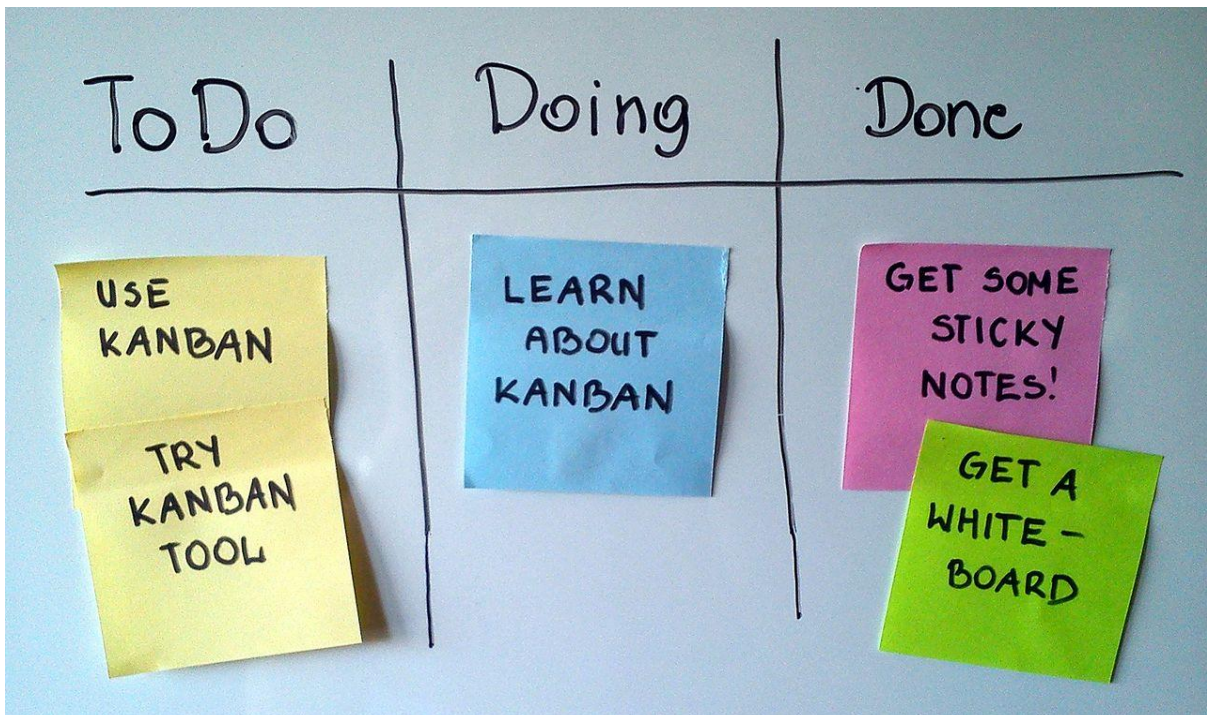 To Do
Doing
Done
USE
KANBAN
TRY
KANBAN
TOOL
LEARN
ABOUT
KANBAN
GET SOME
STICKY
NOTES!
GET A
WHITE-
BOARD